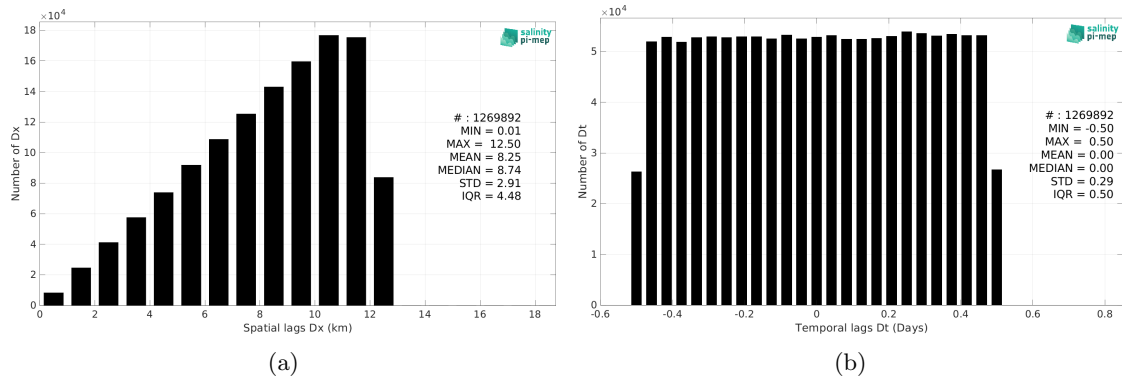 ×10⁴
salinity
pi-mep
Number of Dx
18
16
14
12
10
8
6
4
2
0
# : 1269892
MIN = 0.01
MAX = 12.50
MEAN = 8.25
MEDIAN = 8.74
STD = 2.91
IQR = 4.48
0 2 4 6 8 10 12 14 16 18
Spatial lags Dx (km)
(a)
×10⁴
salinity
pi-mep
Number of Dt
5
4
3
2
1
0
# : 1269892
MIN = -0.50
MAX = 0.50
MEAN = 0.00
MEDIAN = 0.00
STD = 0.29
IQR = 0.50
-0.6 -0.4 -0.2 0 0.2 0.4 0.6 0.8
Temporal lags Dt (Days)
(b)